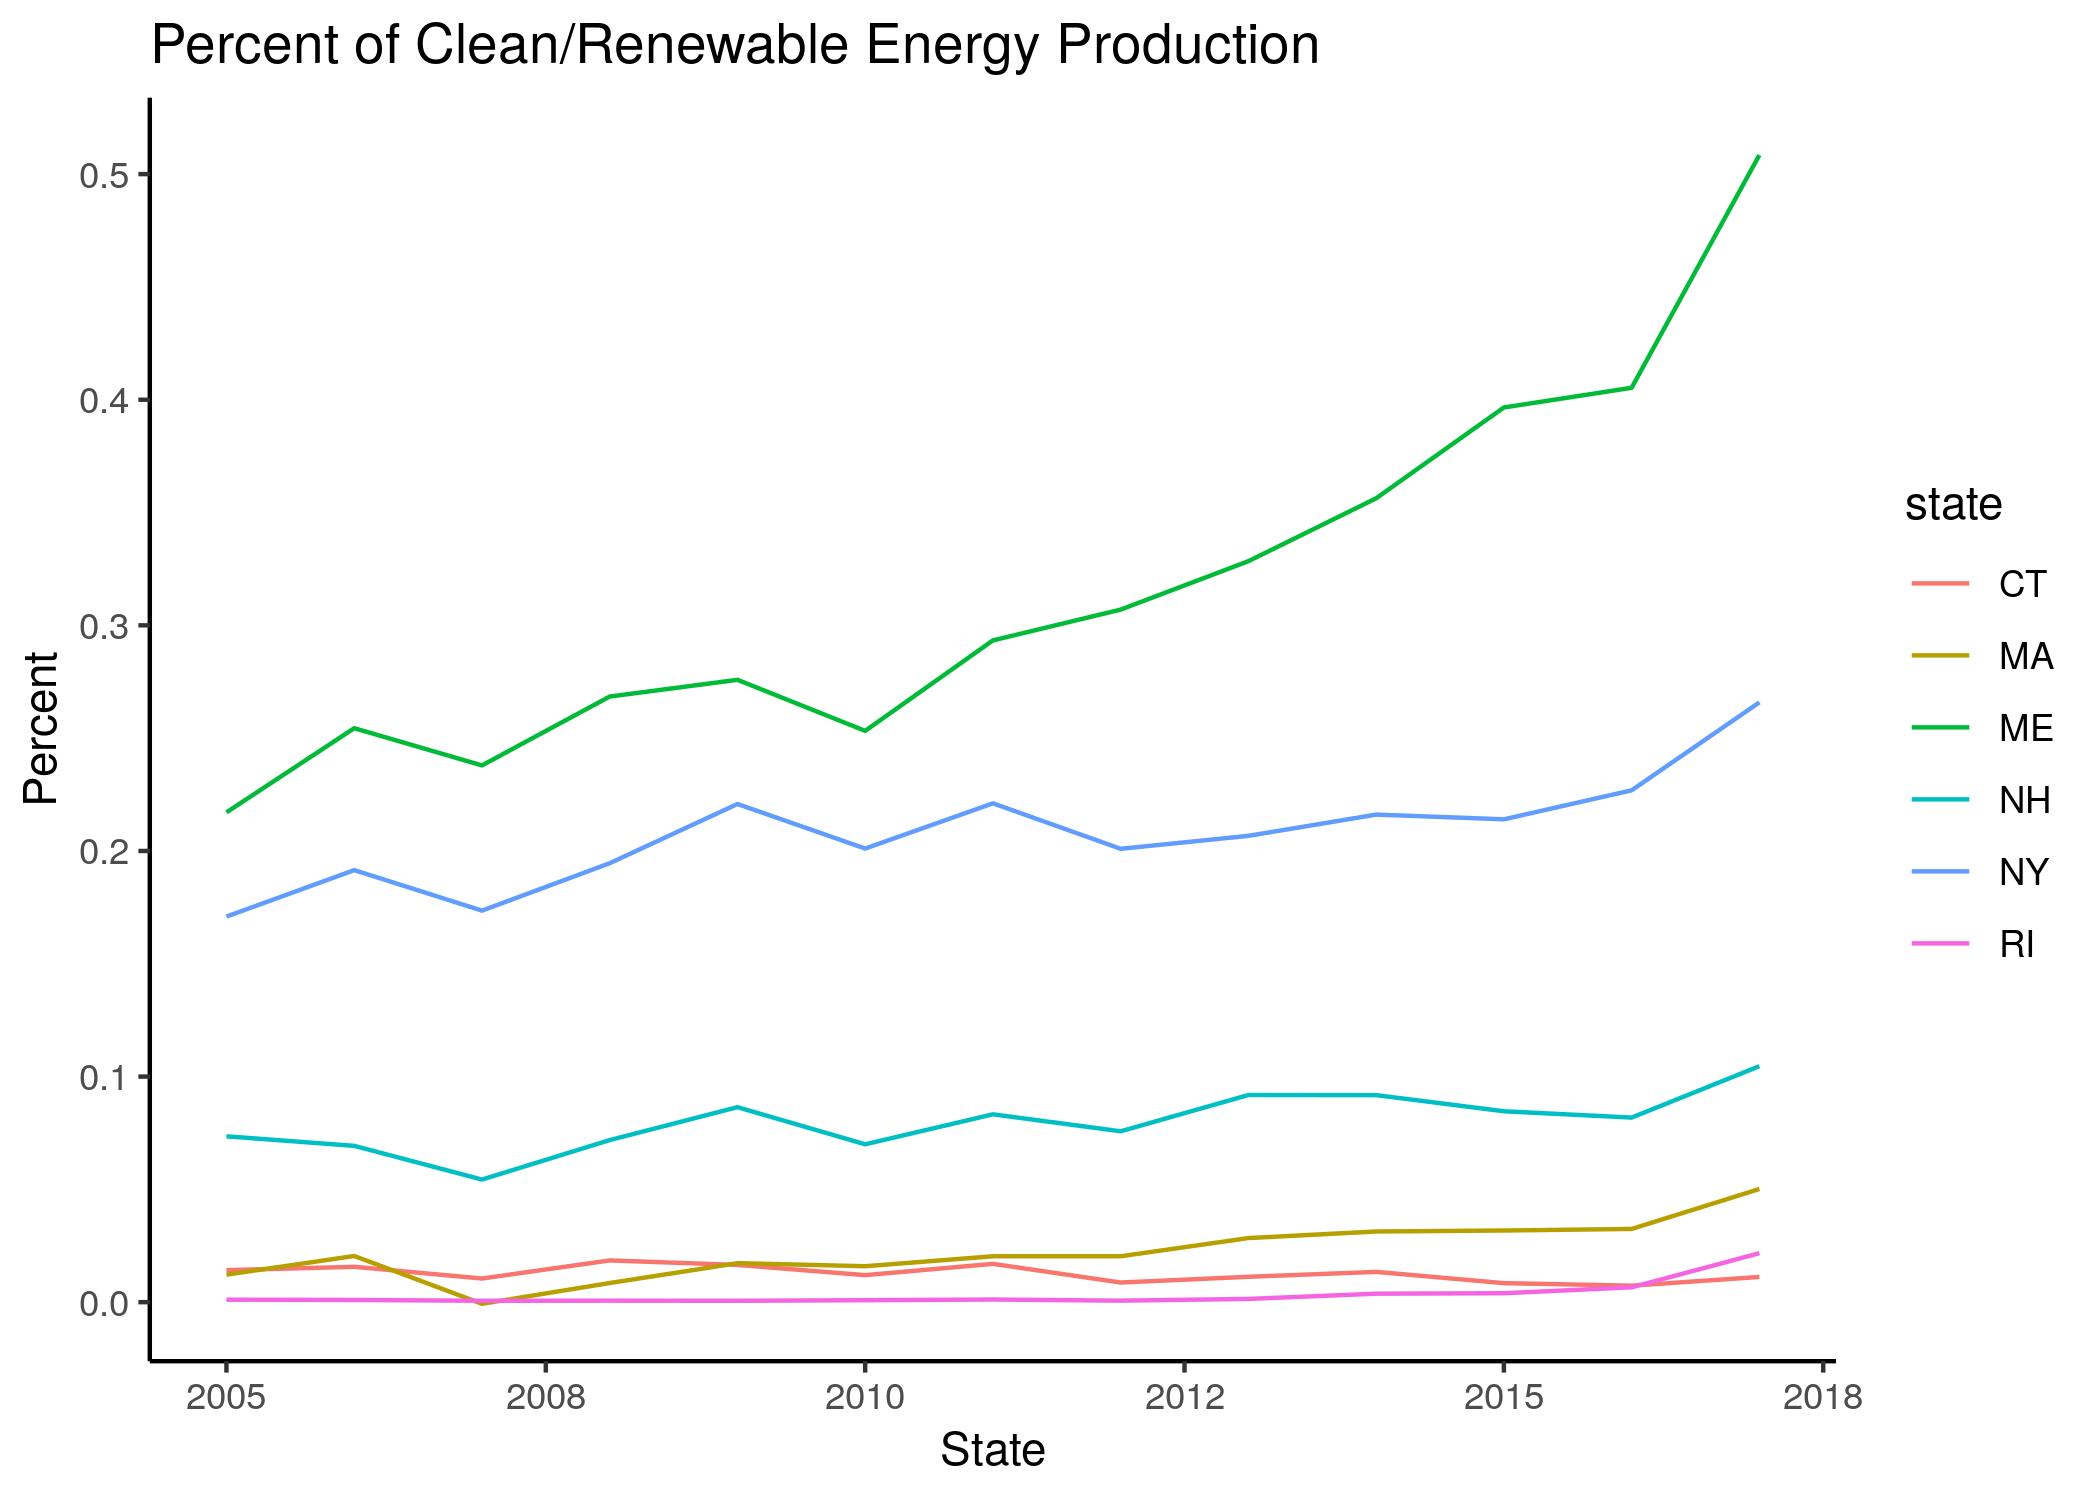 Percent of Clean/Renewable Energy Production
0.5
0.4
0.3
0.2
0.1
0.0
Percent
2005 2008 2010 2012 2015 2018
State
state
CT
MA
ME
NH
NY
RI